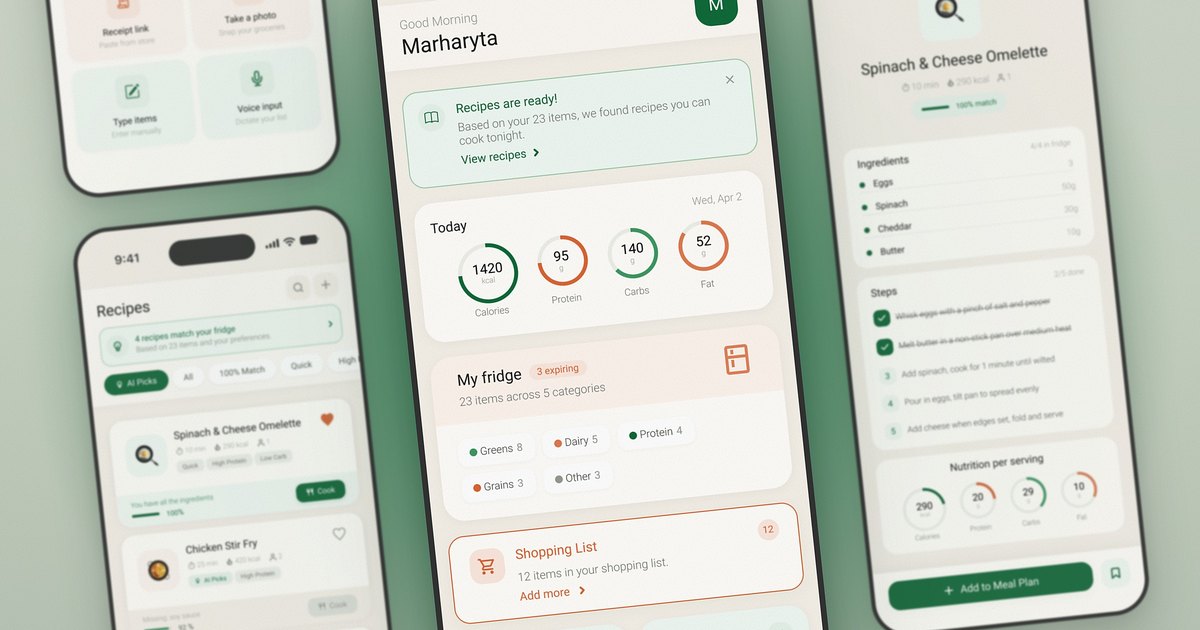 Receipt link
Paste from store
Take a photo
Snap your groceries
Type items
Enter manually
Voice input
Dictate your list
9:41
Recipes
4 recipes match your fridge
Based on 23 items and your preferences.
AI Picks
All
100% Match
Quick
High
Spinach & Cheese Omelette
10 min
290 kcal
1
Quick
High Protein
Low Carb
You have all the ingredients
100%
Cook
Chicken Stir Fry
25 min
420 kcal
2
AI Picks
High Protein
Cook
Good Morning
Marharyta
M
Recipes are ready!
Based on your 23 items, we found recipes you can
cook tonight.
View recipes
Today
Wed, Apr 2
1420
kcal
Calories
95
g
Protein
140
g
Carbs
52
g
Fat
My fridge
3 expiring
23 items across 5 categories
Greens 8
Dairy 5
Protein 4
Grains 3
Other 3
Shopping List
12
12 items in your shopping list.
Add more
Spinach & Cheese Omelette
10 min
290 kcal
1
100% match
Ingredients
4/4 in fridge
Eggs
3
Spinach
50g
Cheddar
30g
Butter
10g
Steps
2/5 done
Whisk eggs with a pinch of salt and pepper
Melt butter in a non-stick pan over medium heat
3
Add spinach, cook for 1 minute until wilted
4
Pour in eggs, tilt pan to spread evenly
5
Add cheese when edges set, fold and serve
Nutrition per serving
290
kcal
Calories
20
g
Protein
29
g
Carbs
10
g
Fat
Add to Meal Plan